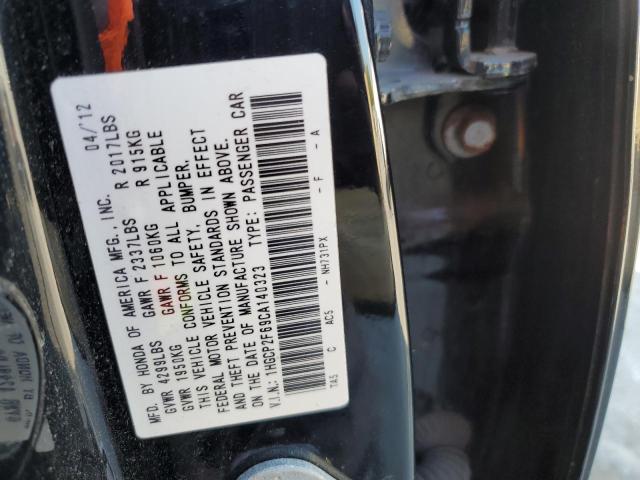 MFD. BY HONDA OF AMERICA MFG., INC. 04/'12
GVWR 4299LBS GAWR F 2337LBS R 2017LBS
GVWR 1950KG GAWR F 1060KG R 915KG
THIS VEHICLE CONFORMS TO ALL APPLICABLE
FEDERAL MOTOR VEHICLE SAFETY, BUMPER,
AND THEFT PREVENTION STANDARDS IN EFFECT
ON THE DATE OF MANUFACTURE SHOWN ABOVE.
V.I.N.: 1HGCP2F69CA140323 TYPE: PASSENGER CAR
TA5 C AC5 - NH731PX - F - A